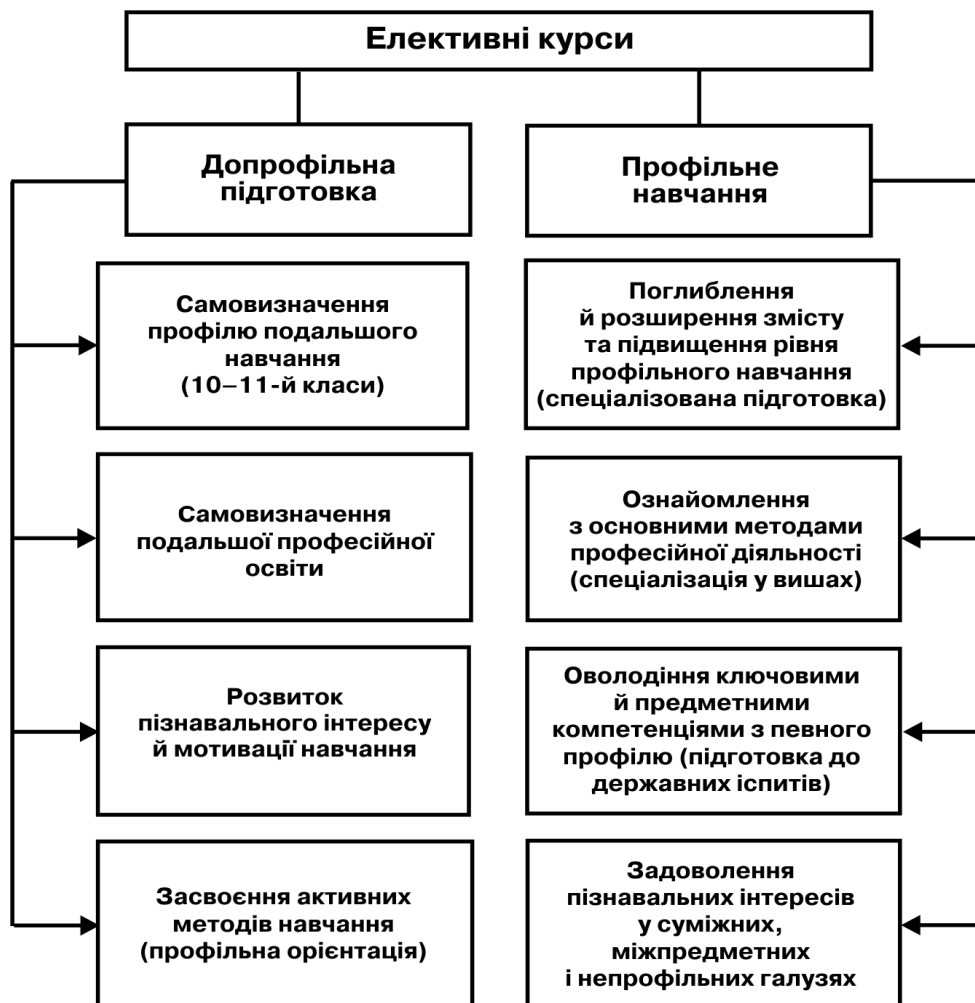 Елективні курси
Допрофільна
підготовка
Профільне
навчання
Самовизначення
профілю подальшого
навчання
(10–11-й класи)
Поглиблення
й розширення змісту
та підвищення рівня
профільного навчання
(спеціалізована підготовка)
Самовизначення
подальшої професійної
освіти
Ознайомлення
з основними методами
професійної діяльності
(спеціалізація у вишах)
Розвиток
пізнавального інтересу
й мотивації навчання
Оволодіння ключовими
й предметними
компетенціями з певного
профілю (підготовка до
державних іспитів)
Засвоєння активних
методів навчання
(профільна орієнтація)
Задоволення
пізнавальних інтересів
у суміжних,
міжпредметних
і непрофільних галузях